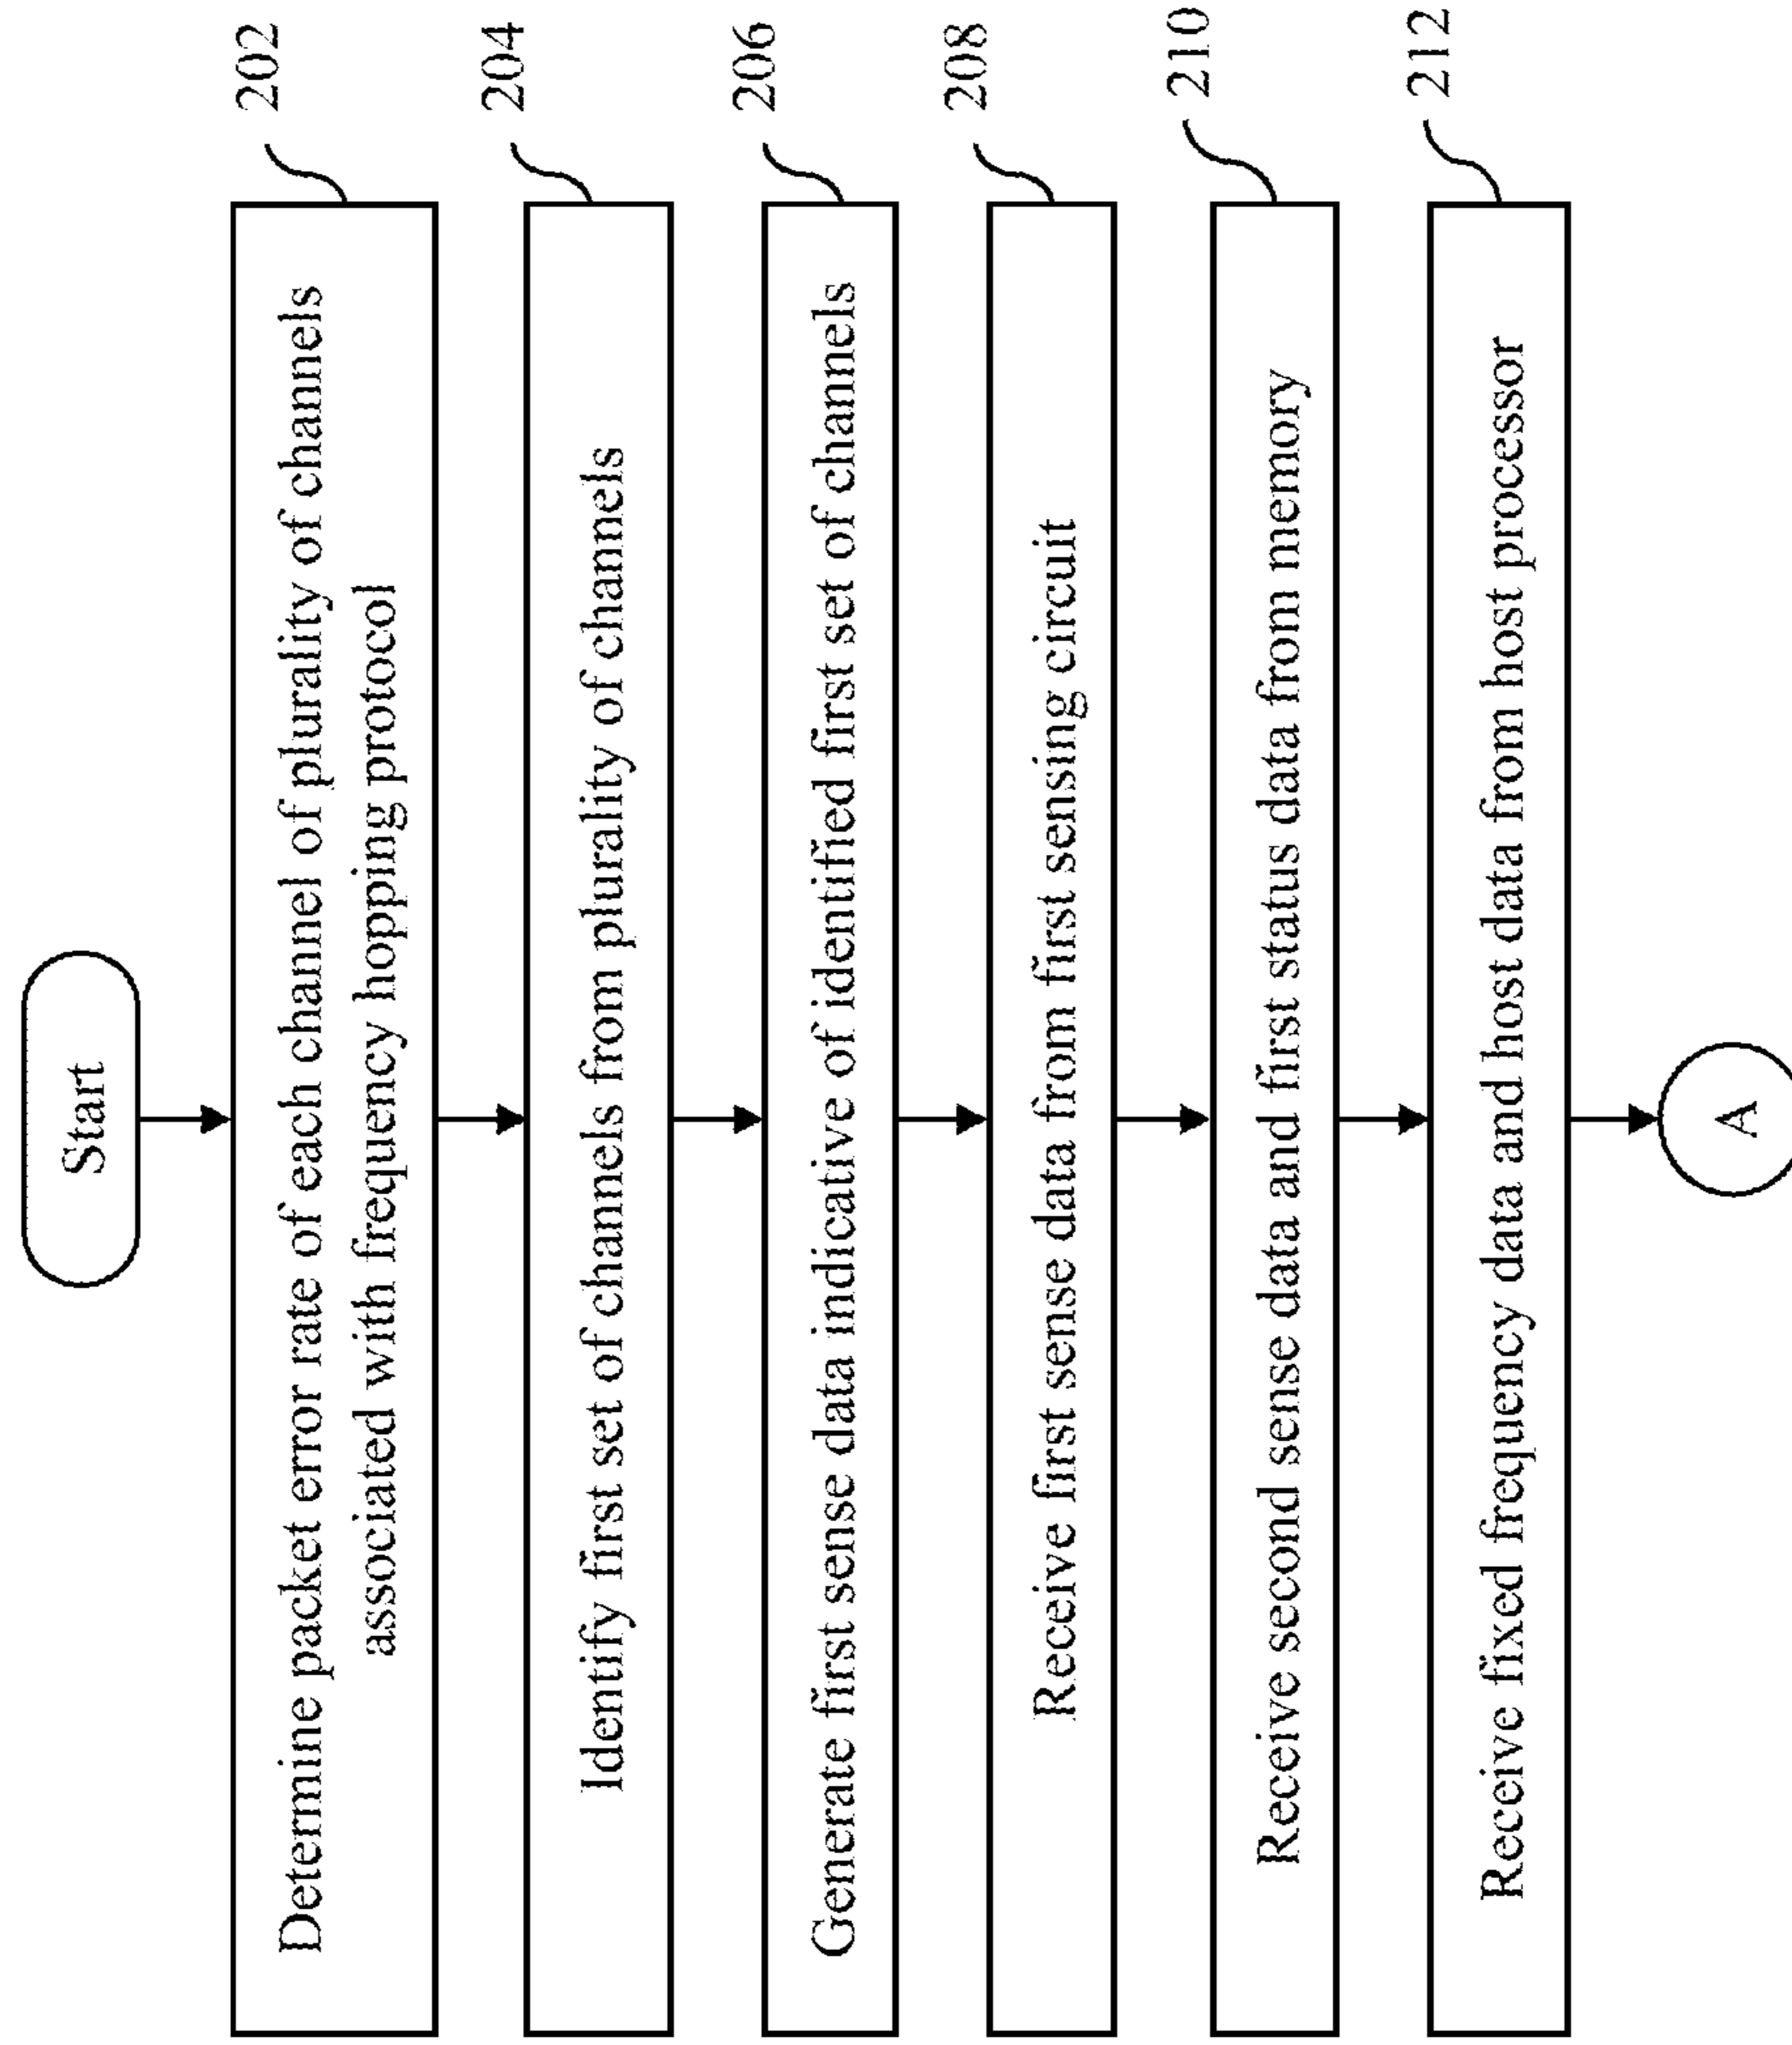 Start
Determine packet error rate of each channel of plurality of channels
associated with frequency hopping protocol
202
Identify first set of channels from plurality of channels
204
Generate first sense data indicative of identified first set of channels
206
Receive first sense data from first sensing circuit
208
Receive second sense data and first status data from memory
210
Receive fixed frequency data and host data from host processor
212
A